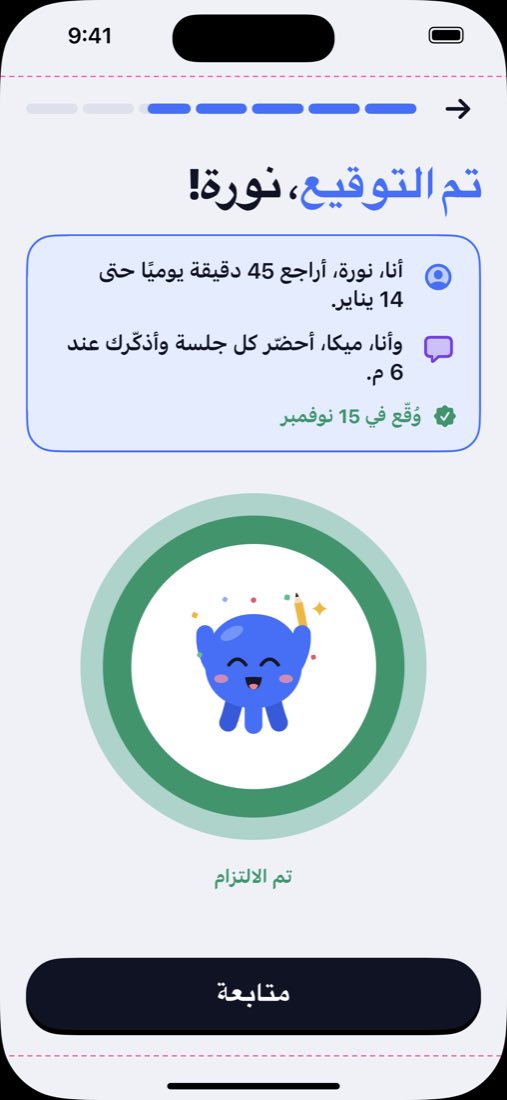 9:41
تم التوقيع، نورة!
أنا، نورة، أراجع 45 دقيقة يوميًا حتى
14 يناير.
وأنا، ميكا، أحضّر كل جلسة وأذكّرك عند
6 م.
وُقّع في 15 نوفمبر
تم الالتزام
متابعة